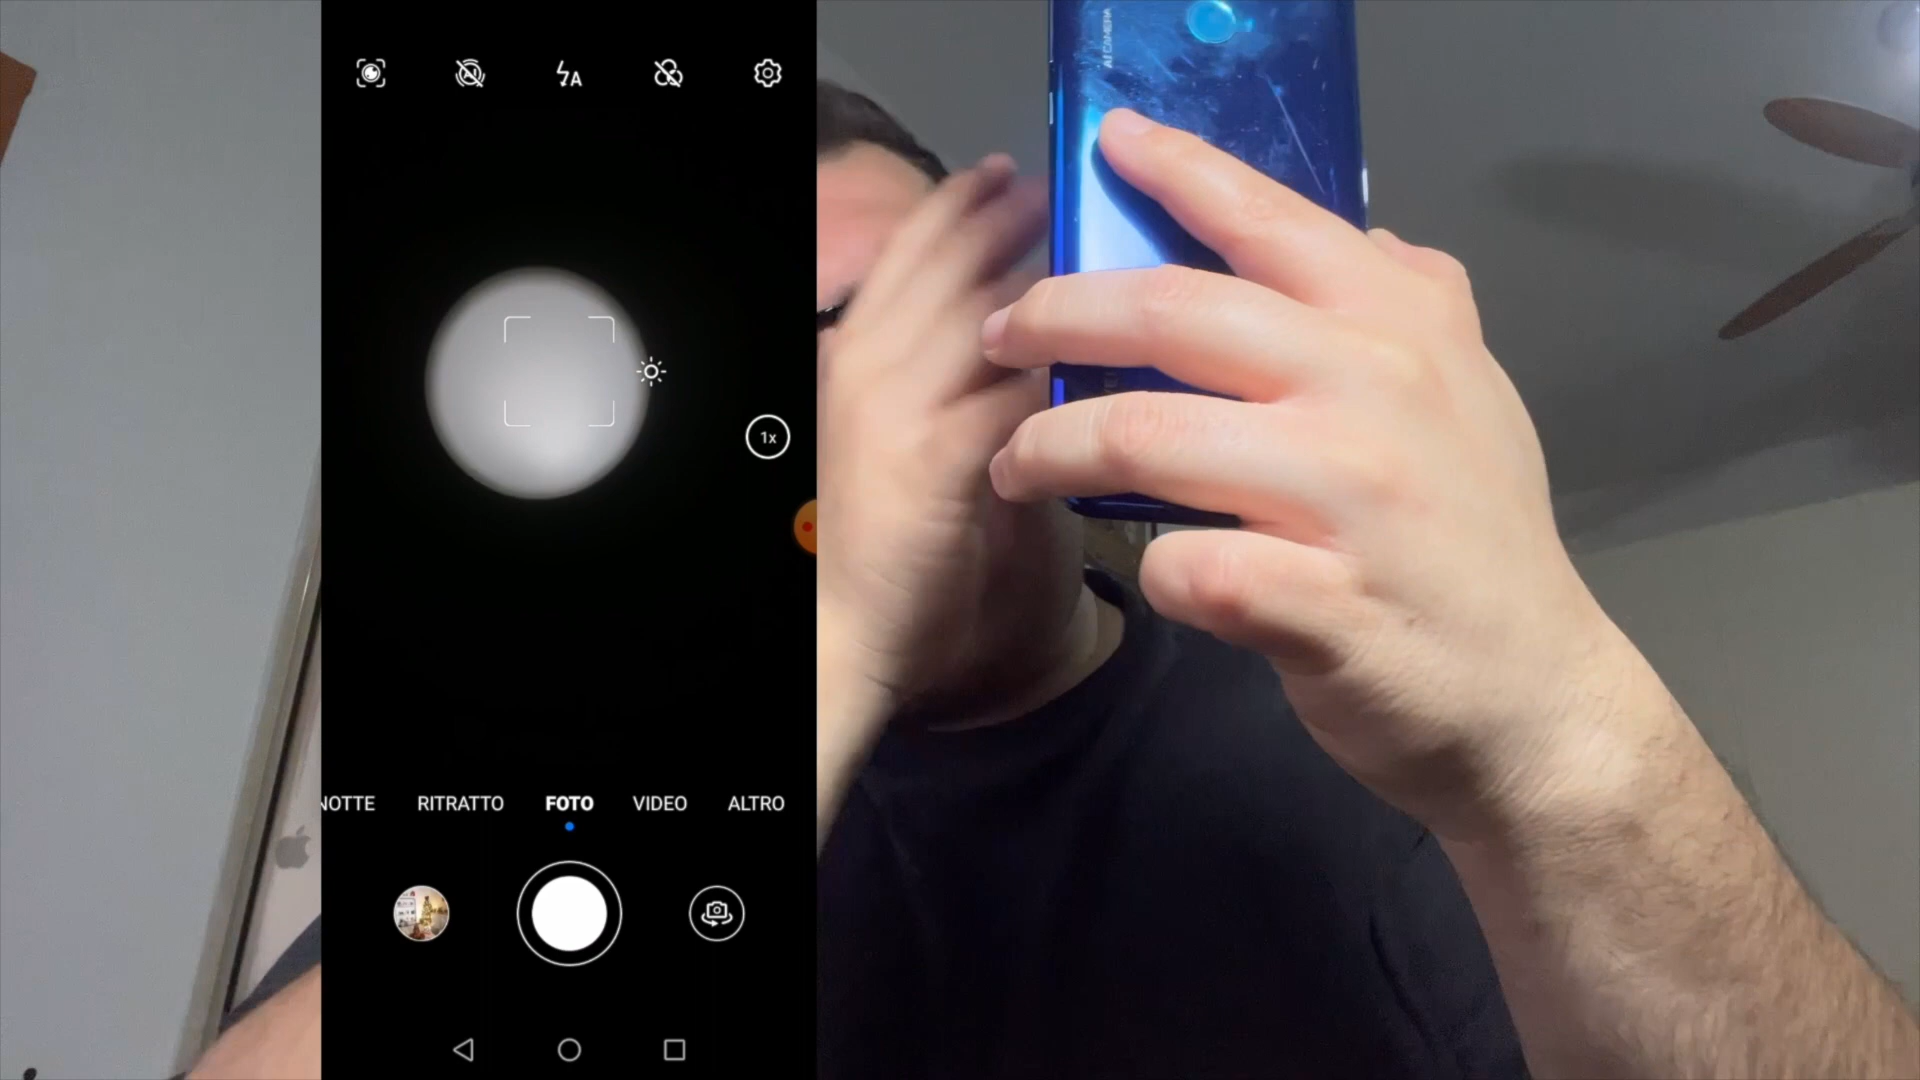 A
1x
NOTTE
RITRATTO
FOTO
VIDEO
ALTRO
AI CAMERA